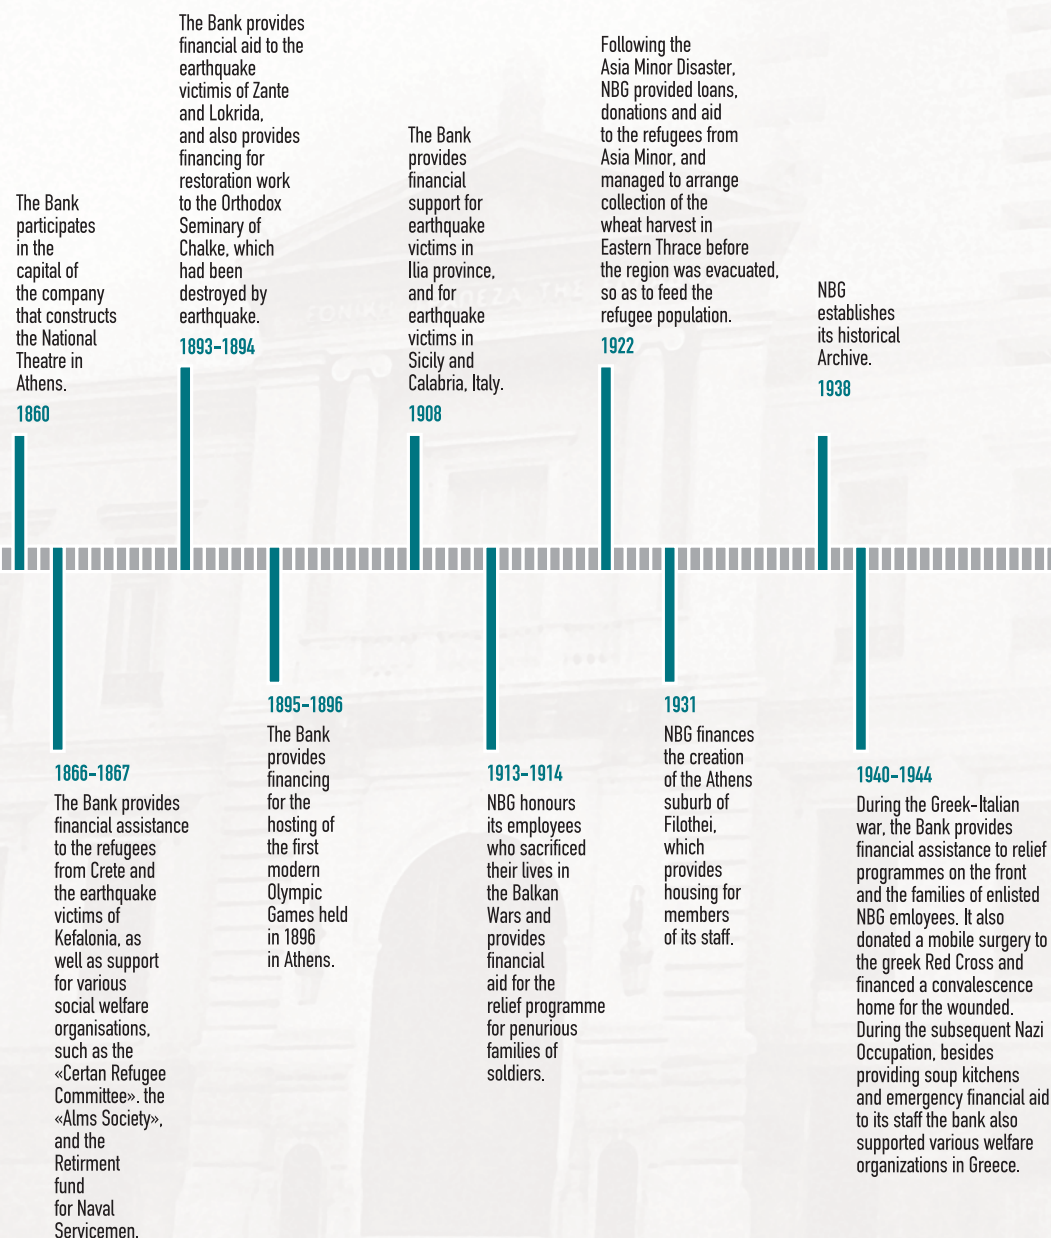 The Bank
participates
in the
capital of
the company
that constructs
the National
Theatre in
Athens.
1860
1866-1867
The Bank provides
financial assistance
to the refugees
from Crete and
the earthquake
victims of
Kefalonia, as
well as support
for various
social welfare
organisations,
such as the
«Certan Refugee
Committee». the
«Alms Society»,
and the
Retirment
fund
for Naval
Servicemen.
The Bank provides
financial aid to the
earthquake
victimis of Zante
and Lokrida,
and also provides
financing for
restoration work
to the Orthodox
Seminary of
Chalke, which
had been
destroyed by
earthquake.
1893-1894
1895-1896
The Bank
provides
financing
for the
hosting of
the first
modern
Olympic
Games held
in 1896
in Athens.
The Bank
provides
financial
support for
earthquake
victims in
Ilia province,
and for
earthquake
victims in
Sicily and
Calabria, Italy.
1908
1913-1914
NBG honours
its employees
who sacrificed
their lives in
the Balkan
Wars and
provides
financial
aid for the
relief programme
for penurious
families of
soldiers.
Following the
Asia Minor Disaster,
NBG provided loans,
donations and aid
to the refugees from
Asia Minor, and
managed to arrange
collection of the
wheat harvest in
Eastern Thrace before
the region was evacuated,
so as to feed the
refugee population.
1922
1931
NBG finances
the creation
of the Athens
suburb of
Filothei,
which
provides
housing for
members
of its staff.
NBG
establishes
its historical
Archive.
1938
1940-1944
During the Greek-Italian
war, the Bank provides
financial assistance to relief
programmes on the front
and the families of enlisted
NBG emloyees. It also
donated a mobile surgery to
the greek Red Cross and
financed a convalescence
home for the wounded.
During the subsequent Nazi
Occupation, besides
providing soup kitchens
and emergency financial aid
to its staff the bank also
supported various welfare
organizations in Greece.